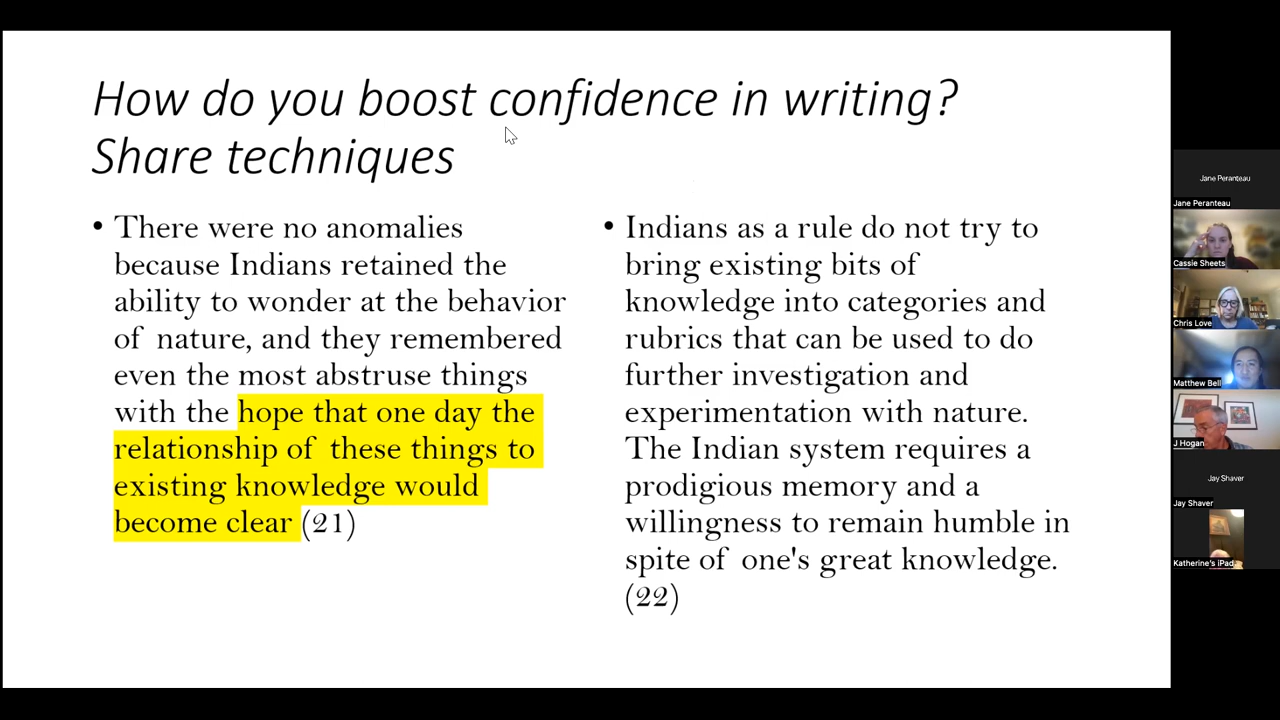 How do you boost confidence in writing?
Share techniques
• There were no anomalies
because Indians retained the
ability to wonder at the behavior
of nature, and they remembered
even the most abstruse things
with the hope that one day the
relationship of these things to
existing knowledge would
become clear (21)
• Indians as a rule do not try to
bring existing bits of
knowledge into categories and
rubrics that can be used to do
further investigation and
experimentation with nature.
The Indian system requires a
prodigious memory and a
willingness to remain humble in
spite of one's great knowledge.
(22)
Jane Peranteau
Jane Peranteau
Cassie Sheets
Chris Love
Matthew Bell
J Hogan
Jay Shaver
Jay Shaver
Katherine's iPad